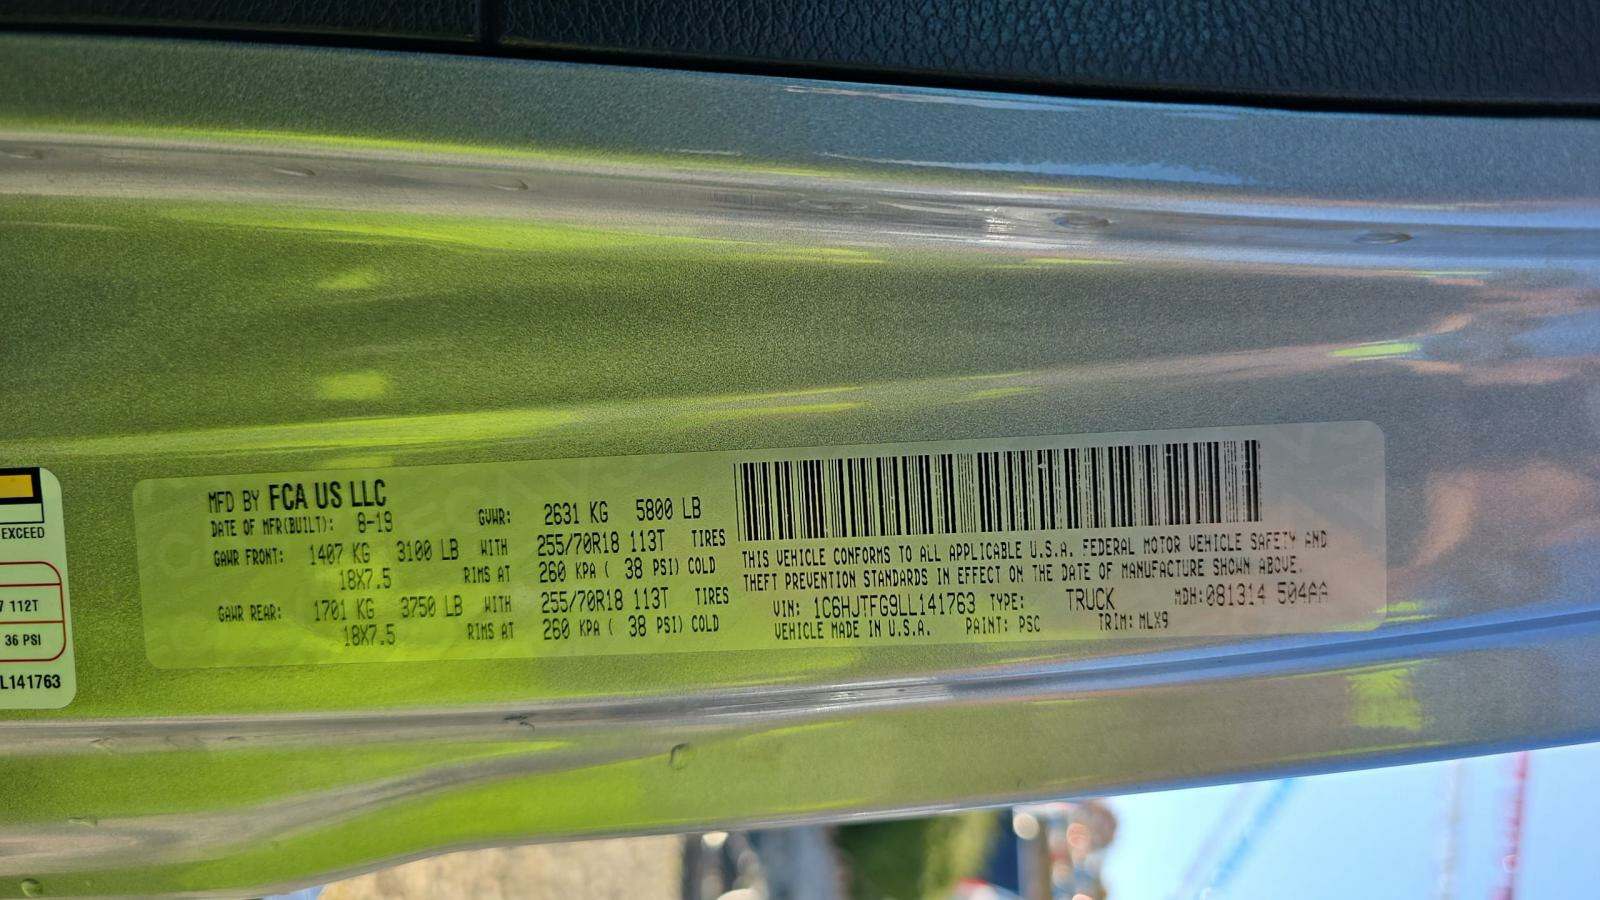 EXCEED
7 112T
36 PSI
L141763
MFD BY FCA US LLC
DATE OF MFR(BUILT): 8-19 GVWR: 2631 KG 5800 LB
GAWR FRONT: 1407 KG 3100 LB WITH 255/70R18 113T TIRES
18X7.5 RIMS AT 260 KPA ( 38 PSI) COLD
GAWR REAR: 1701 KG 3750 LB WITH 255/70R18 113T TIRES
18X7.5 RIMS AT 260 KPA ( 38 PSI) COLD
THIS VEHICLE CONFORMS TO ALL APPLICABLE U.S.A. FEDERAL MOTOR VEHICLE SAFETY AND
THEFT PREVENTION STANDARDS IN EFFECT ON THE DATE OF MANUFACTURE SHOWN ABOVE.
VIN: 1C6HJTFG9LL141763 TYPE: TRUCK MDH:081314 504AA
VEHICLE MADE IN U.S.A. PAINT: PSC TRIM: MLX9